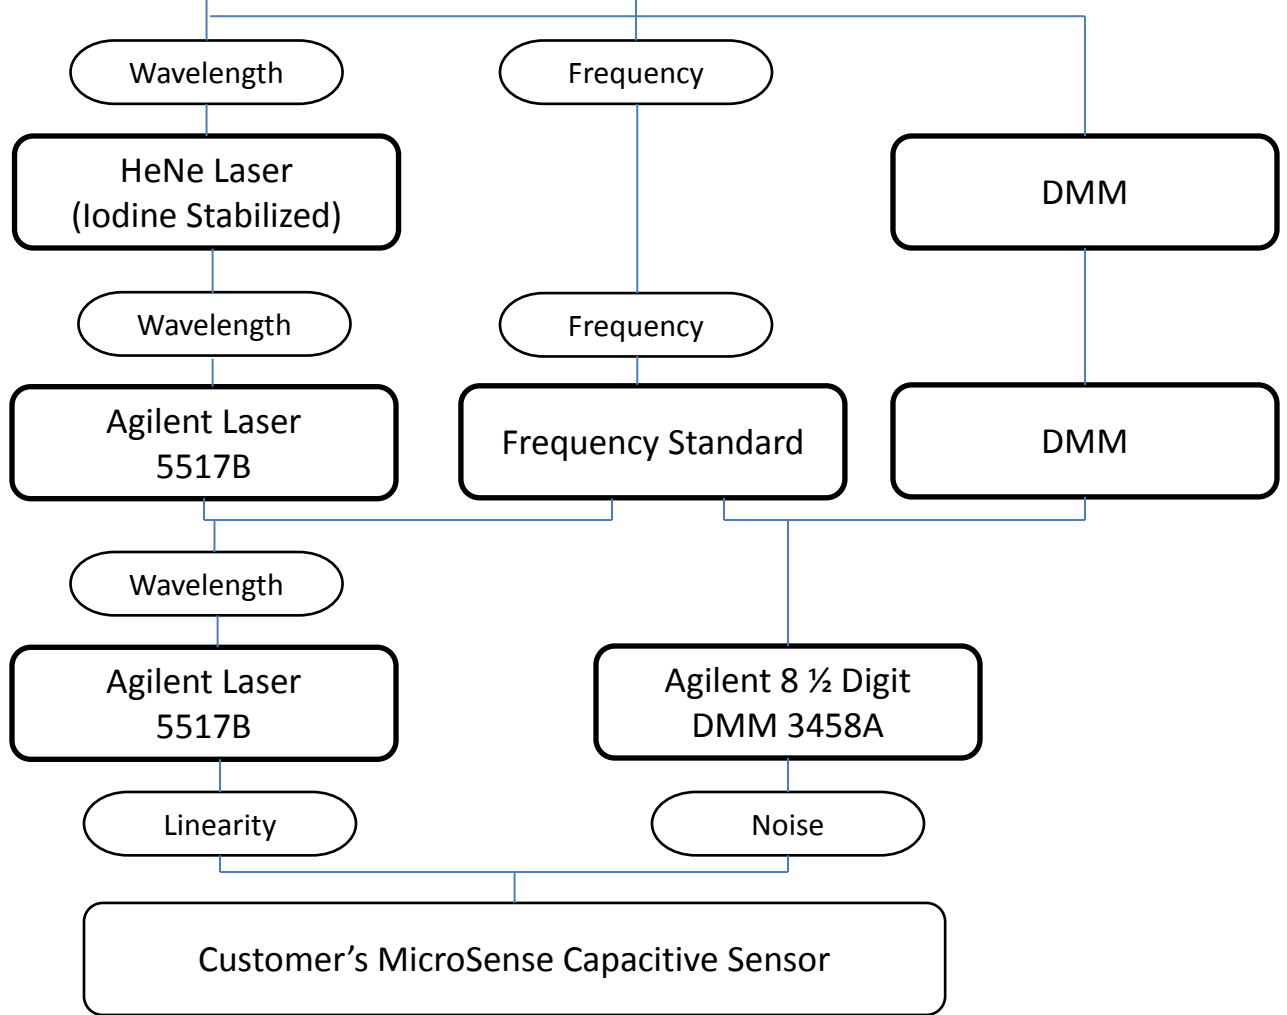 Wavelength
Frequency
HeNe Laser
(Iodine Stabilized)
DMM
Wavelength
Frequency
Agilent Laser
5517B
Frequency Standard
DMM
Wavelength
Agilent Laser
5517B
Agilent 8 ½ Digit
DMM 3458A
Linearity
Noise
Customer’s MicroSense Capacitive Sensor